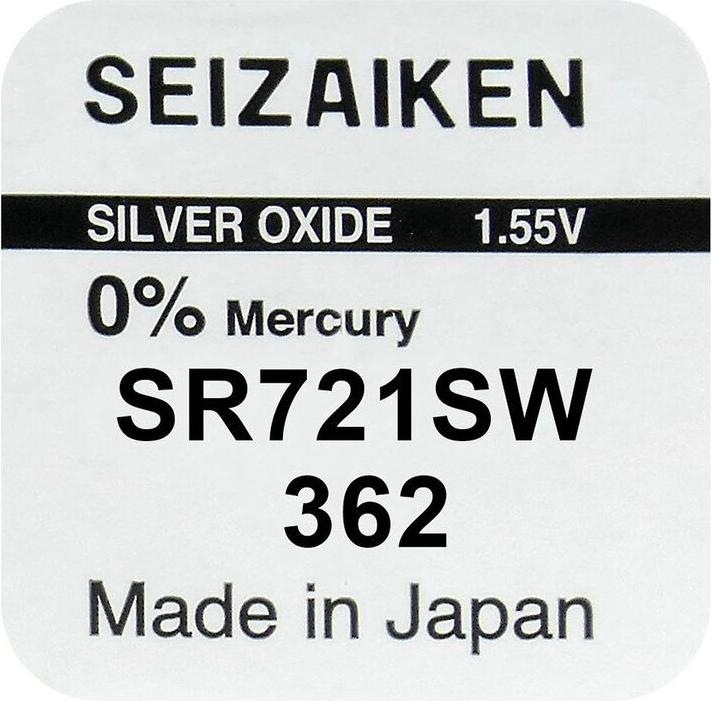 SEIZAIKEN
SILVER OXIDE 1.55V
0% Mercury
SR721SW
362
Made in Japan